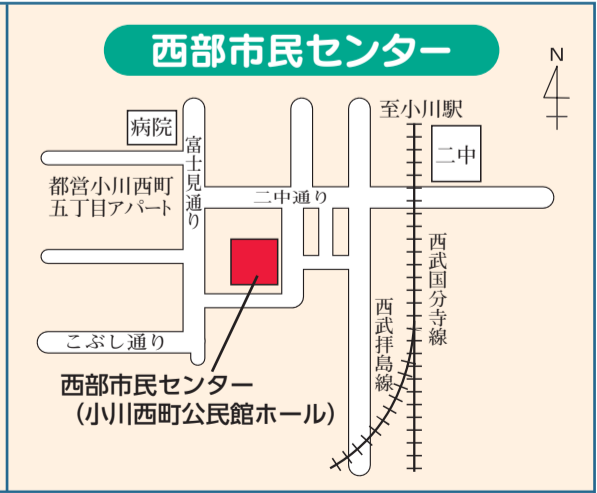 西部市民センター
N
至小川駅
病院
二中
富士見通り
都営小川西町
五丁目アパート
二中通り
西武国分寺線
西武拝島線
こぶし通り
西部市民センター
（小川西町公民館ホール）